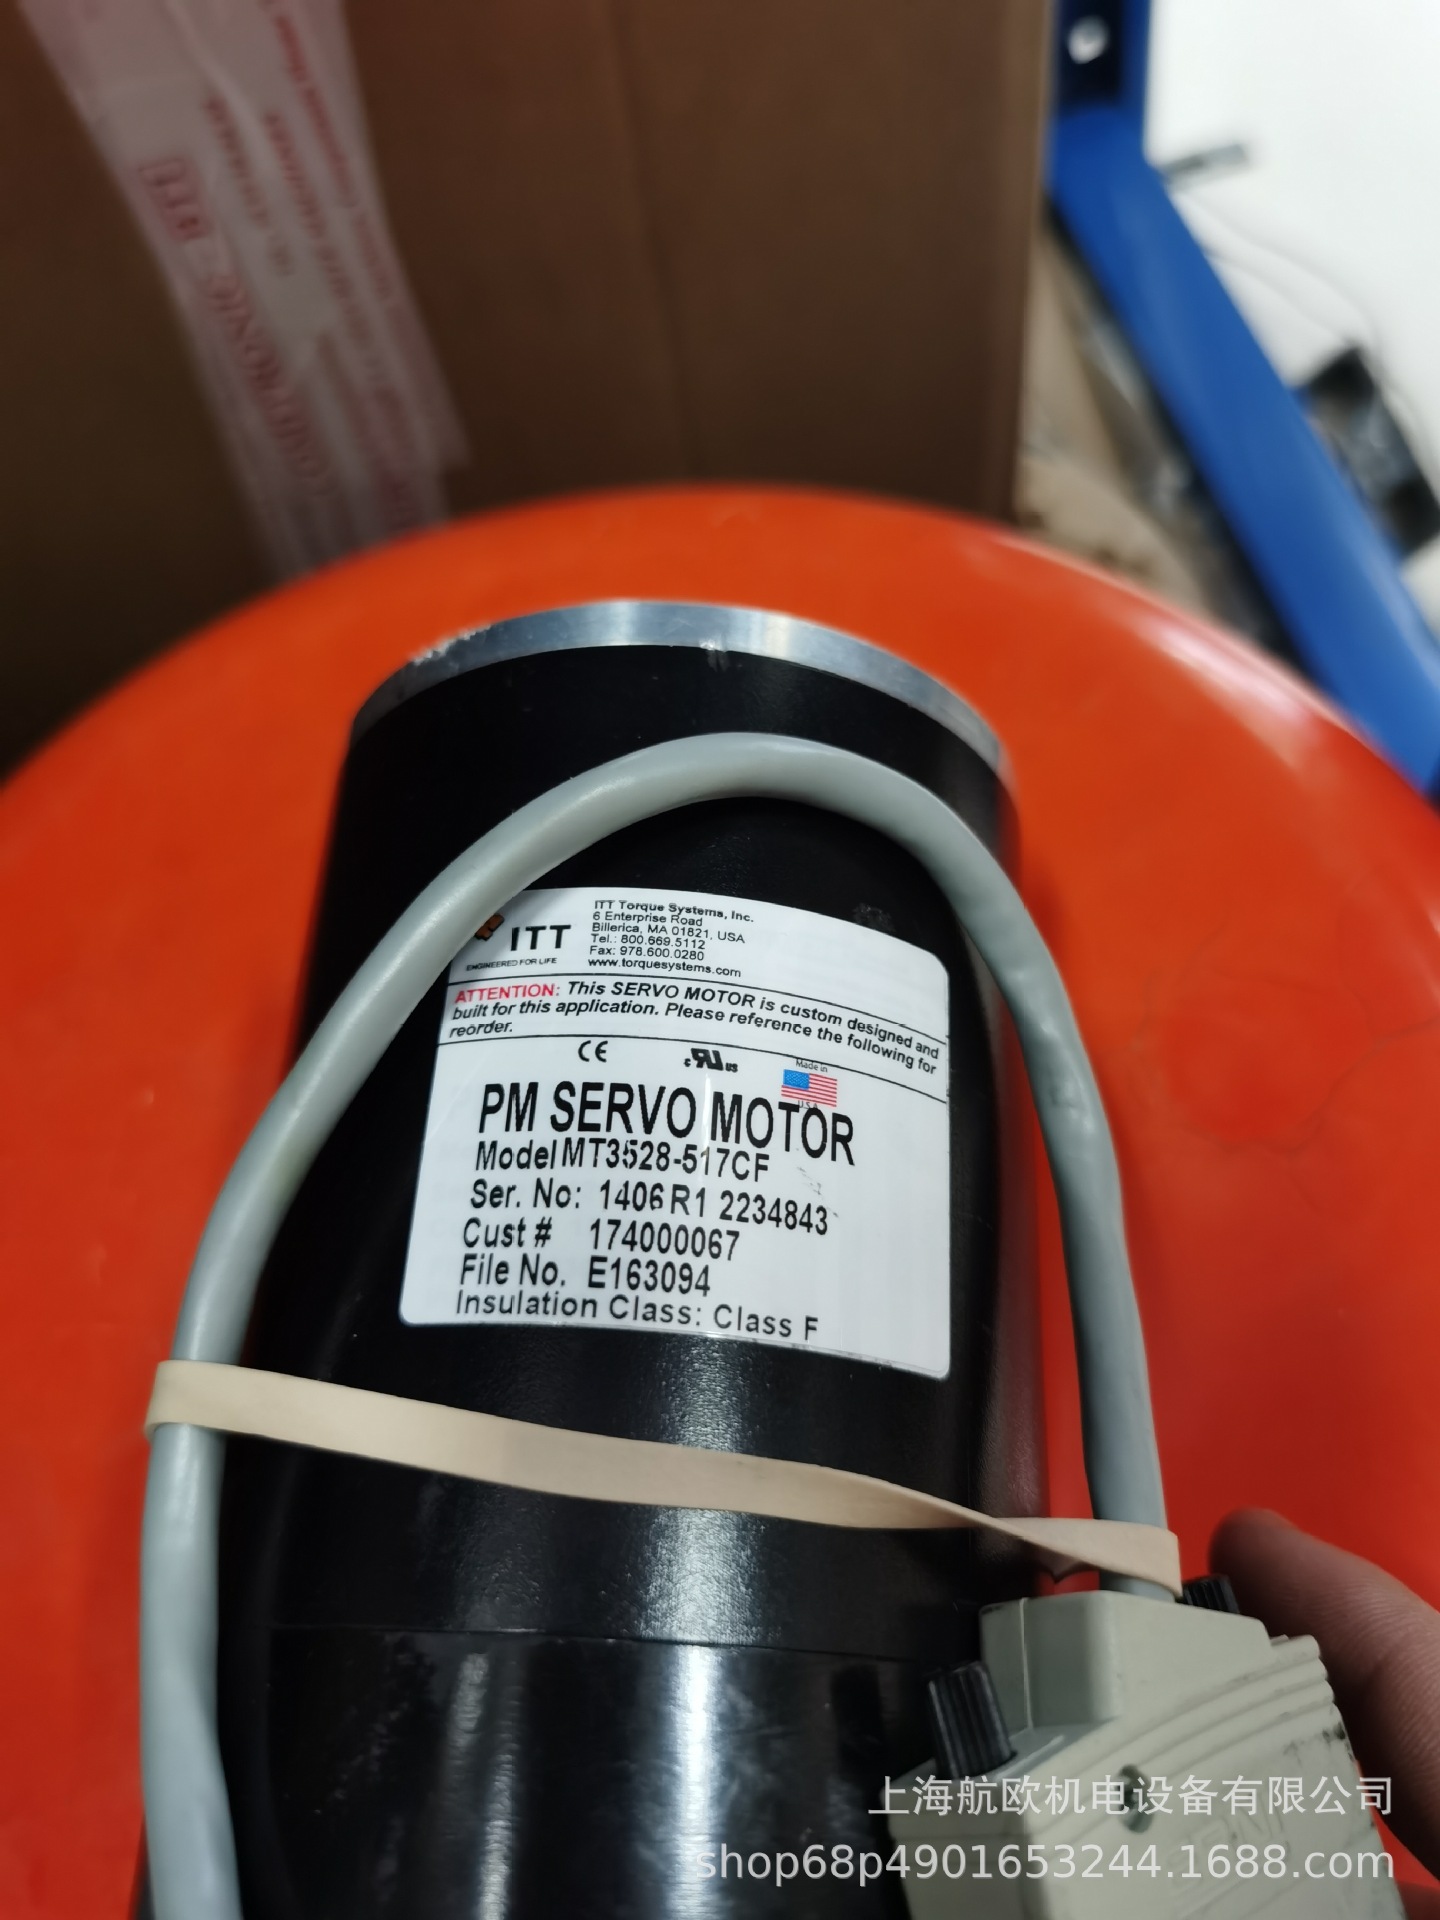 ITT
ENGINEERED FOR LIFE
ITT Torque Systems, Inc.
6 Enterprise Road
Billerica, MA 01821, USA
Tel.: 800.669.5112
Fax: 978.600.0280
www.torquesystems.com
ATTENTION: This SERVO MOTOR is custom designed and
built for this application. Please reference the following for
reorder.
CE
c RU us
Made in
U.S.A
PM SERVO MOTOR
Model MT3528-517CF
Ser. No: 1406 R1 2234843
Cust # 174000067
File No. E163094
Insulation Class: Class F
上海航欧机电设备有限公司
shop68p4901653244.1688.com